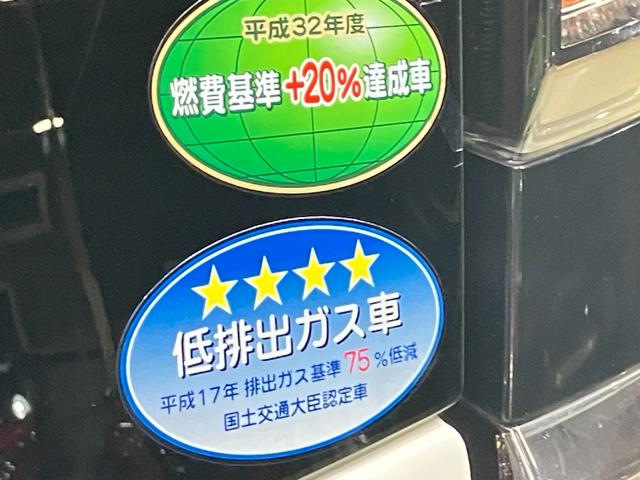 平成32年度
燃費基準+20%達成車
低排出ガス車
平成17年 排出ガス基準75%低減
国土交通大臣認定車